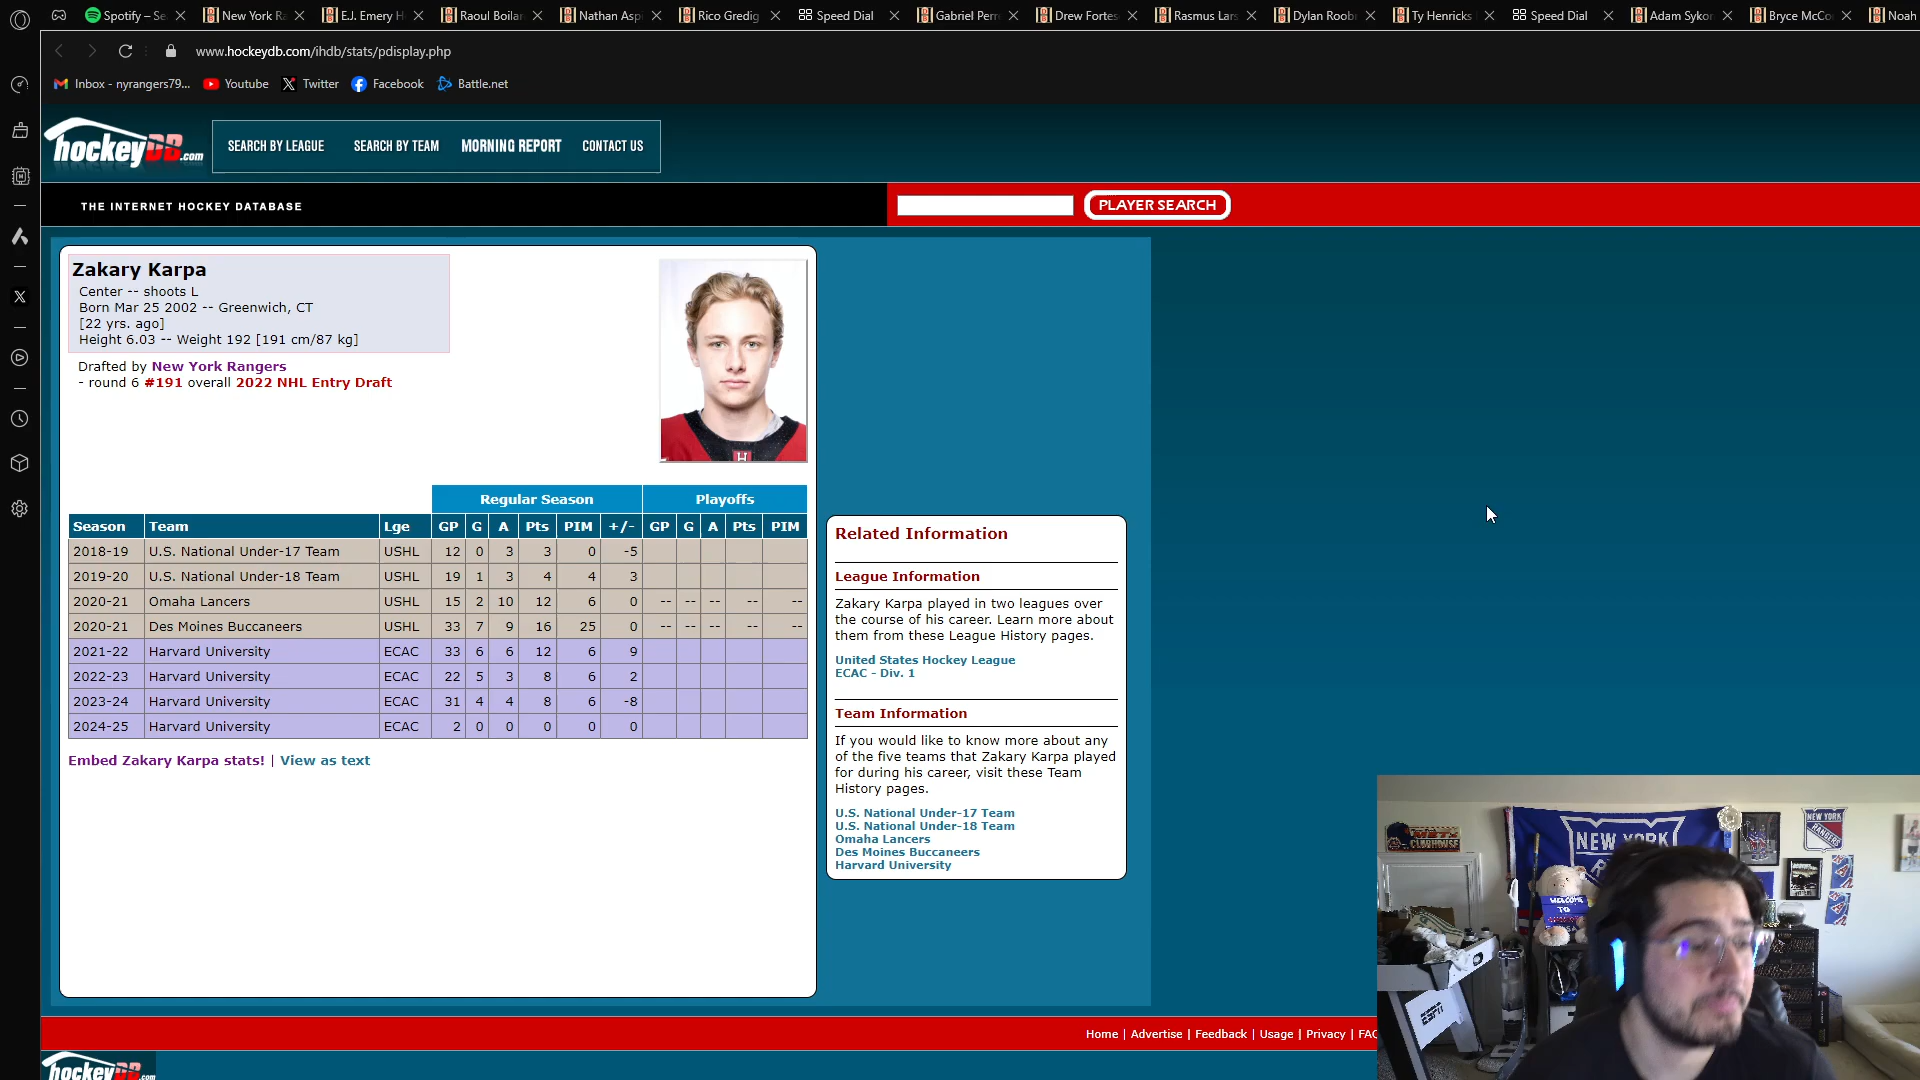 Spotify – Se
New York Ra
E.J. Emery H
Raoul Boilar
Nathan Asp
Rico Gredig
Speed Dial
Gabriel Perr
Drew Fortes
Rasmus Lars
Dylan Roob
Ty Henricks
Speed Dial
Adam Syko
Bryce McCo
Noah
www.hockeydb.com/ihdb/stats/pdisplay.php
Inbox - nyrangers79...
Youtube
Twitter
Facebook
Battle.net
hockeyDB.com
SEARCH BY LEAGUE
SEARCH BY TEAM
MORNING REPORT
CONTACT US
THE INTERNET HOCKEY DATABASE
PLAYER SEARCH
Zakary Karpa
Center -- shoots L
Born Mar 25 2002 -- Greenwich, CT
[22 yrs. ago]
Height 6.03 -- Weight 192 [191 cm/87 kg]
Drafted by New York Rangers
- round 6 #191 overall 2022 NHL Entry Draft
H
Regular Season Playoffs
Season Team Lge GP G A Pts PIM +/- GP G A Pts PIM
2018-19 U.S. National Under-17 Team USHL 12 0 3 3 0 -5
2019-20 U.S. National Under-18 Team USHL 19 1 3 4 4 3
2020-21 Omaha Lancers USHL 15 2 10 12 6 0 -- -- -- -- --
2020-21 Des Moines Buccaneers USHL 33 7 9 16 25 0 -- -- -- -- --
2021-22 Harvard University ECAC 33 6 6 12 6 9
2022-23 Harvard University ECAC 22 5 3 8 6 2
2023-24 Harvard University ECAC 31 4 4 8 6 -8
2024-25 Harvard University ECAC 2 0 0 0 0 0
Embed Zakary Karpa stats! | View as text
Related Information
League Information
Zakary Karpa played in two leagues over
the course of his career. Learn more about
them from these League History pages.
United States Hockey League
ECAC - Div. 1
Team Information
If you would like to know more about any
of the five teams that Zakary Karpa played
for during his career, visit these Team
History pages.
U.S. National Under-17 Team
U.S. National Under-18 Team
Omaha Lancers
Des Moines Buccaneers
Harvard University
METS
CLUBHOUSE
NEW YORK
R
NEW YORK
RANGERS
WELCOME
TO
ESPN
Home | Advertise | Feedback | Usage | Privacy | FAQ
hockeyDB.com